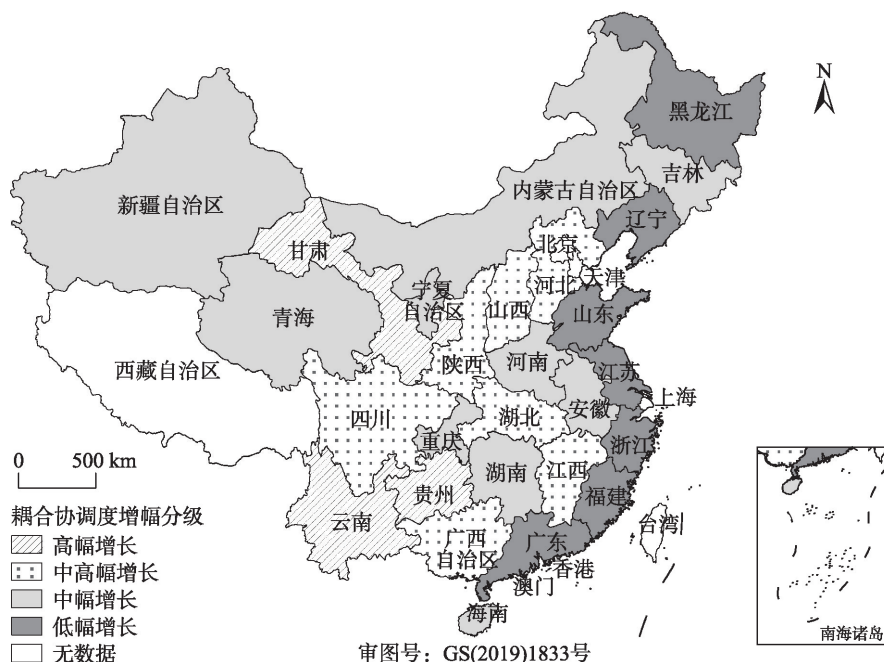 N
黑龙江
吉林
新疆自治区
内蒙古自治区
辽宁
甘肃
北京
天津
河北
宁夏
自治区
山西
青海
山东
西藏自治区
陕西
河南
江苏
四川
安徽
上海
湖北
重庆
浙江
0 500 km
湖南
江西
贵州
福建
云南
台湾
广西
自治区
广东
香港
澳门
海南
耦合协调度增幅分级
高幅增长
中高幅增长
中幅增长
低幅增长
无数据
南海诸岛
审图号：GS(2019)1833号